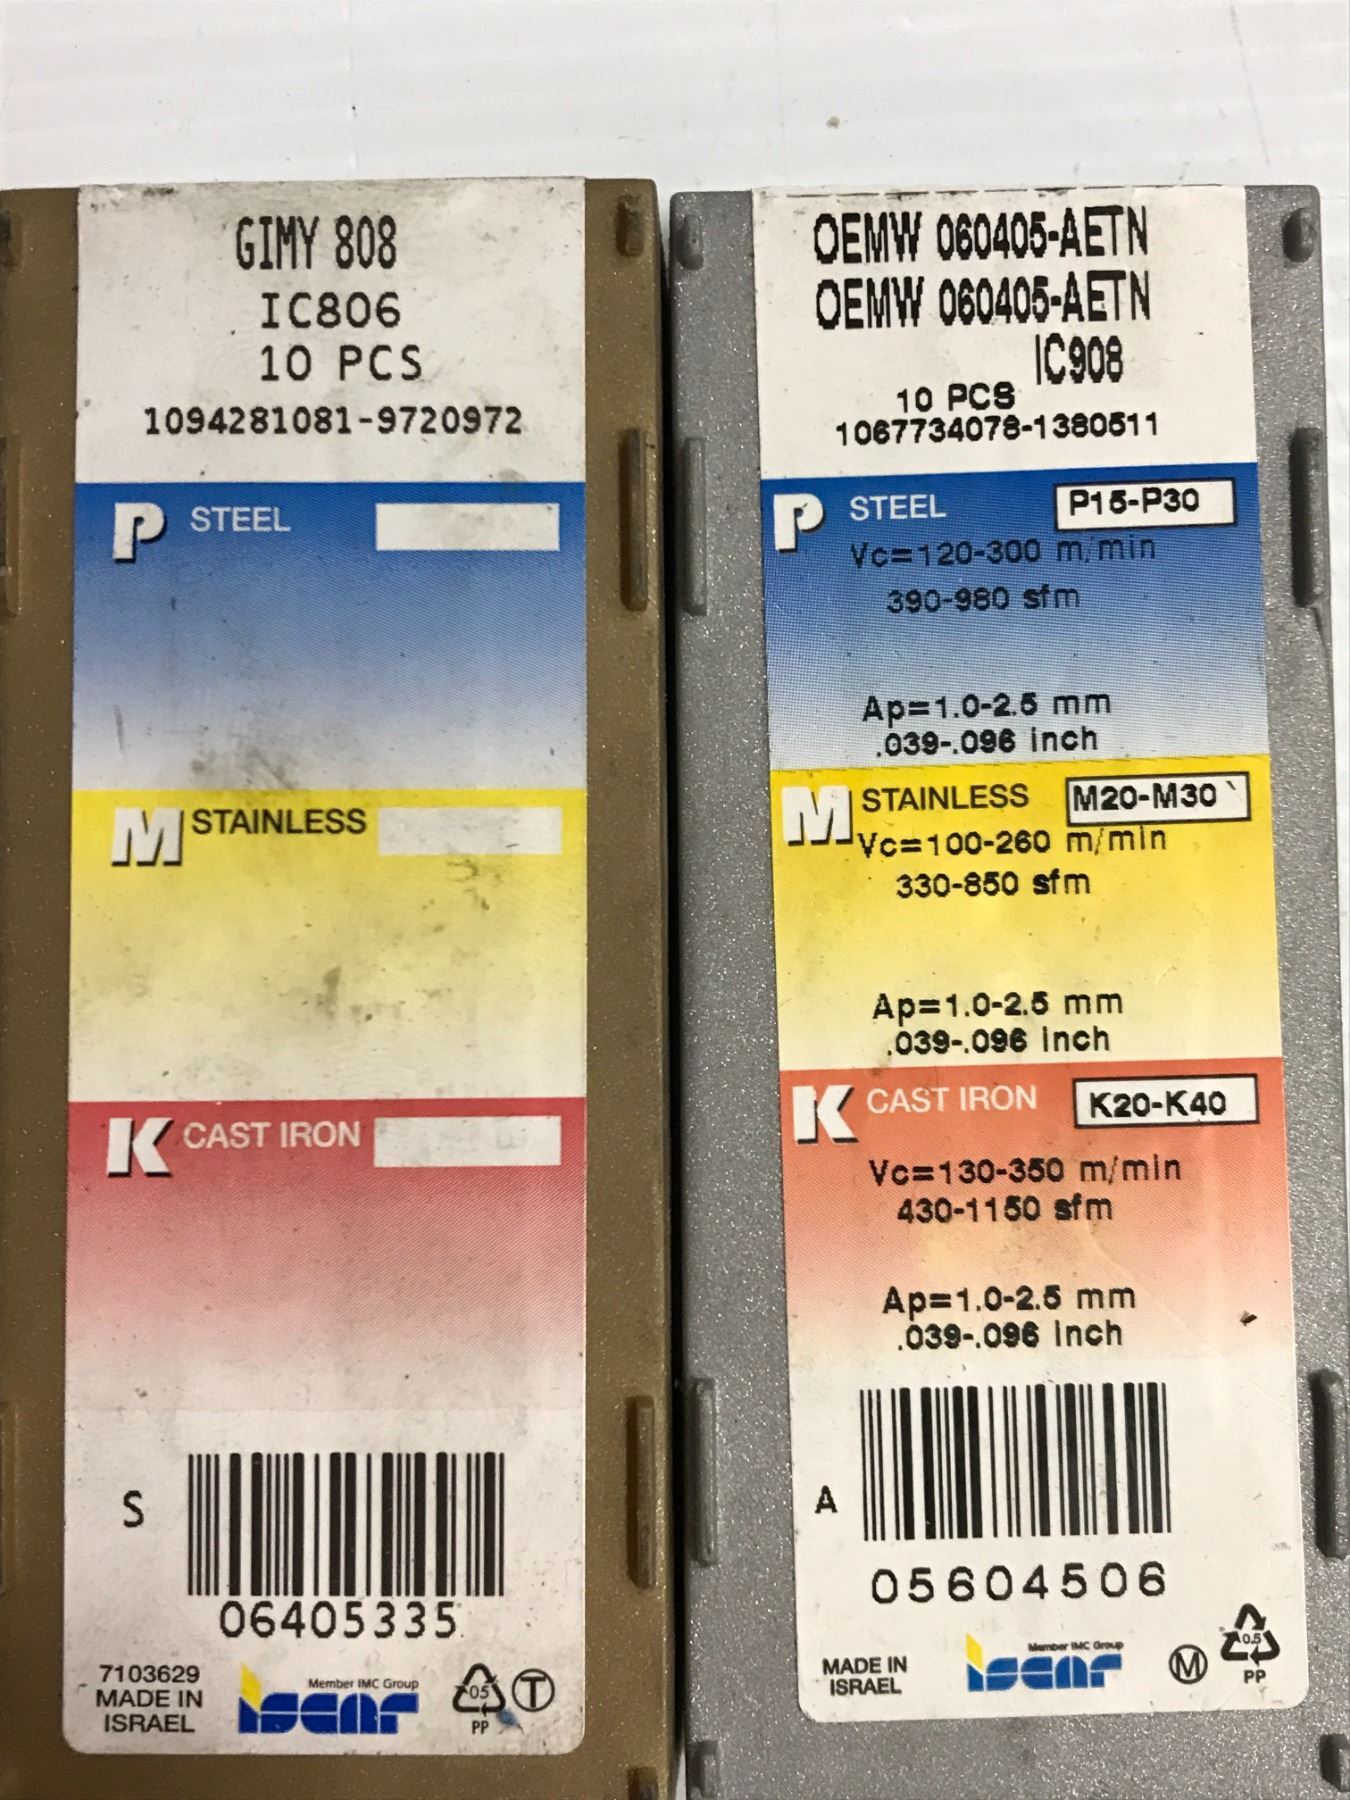 GIMY 808
IC806
10 PCS
1094281081-9720972
P STEEL
M STAINLESS
K CAST IRON
S
06405335
7103629
MADE IN
ISRAEL
Member IMC Group
iscar
05
PP
T
OEMW 060405-AETN
OEMW 060405-AETN
IC908
10 PCS
1067734078-1380511
P STEEL P15-P30
Vc=120-300 m/min
390-980 sfm
Ap=1.0-2.5 mm
.039-.096 inch
M STAINLESS M20-M30 `
Vc=100-260 m/min
330-850 sfm
Ap=1.0-2.5 mm
.039-.096 inch
K CAST IRON K20-K40
Vc=130-350 m/min
430-1150 sfm
Ap=1.0-2.5 mm
.039-.096 inch
A
05604506
MADE IN
ISRAEL
Member IMC Group
iscar
M
0.5
PP